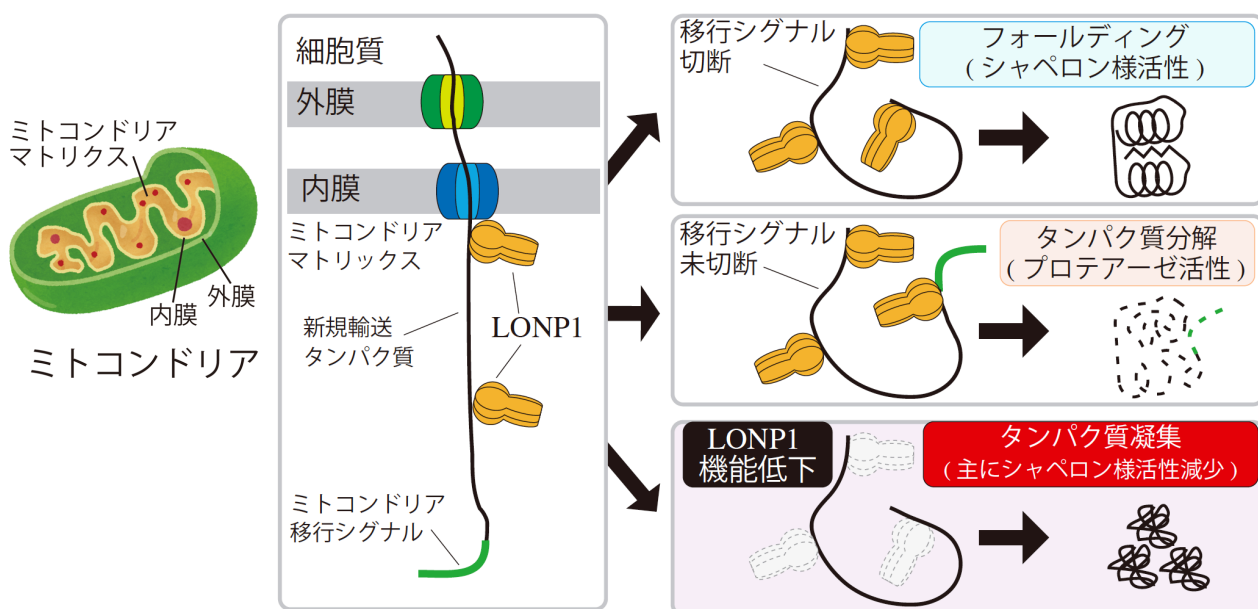 ミトコンドリア
マトリクス
内膜
外膜
ミトコンドリア
細胞質
外膜
内膜
ミトコンドリア
マトリックス
新規輸送
タンパク質
LONP1
ミトコンドリア
移行シグナル
移行シグナル
切断
フォールディング
( シャペロン様活性 )
移行シグナル
未切断
タンパク質分解
( プロテアーゼ活性 )
LONP1
機能低下
タンパク質凝集
( 主にシャペロン様活性減少 )